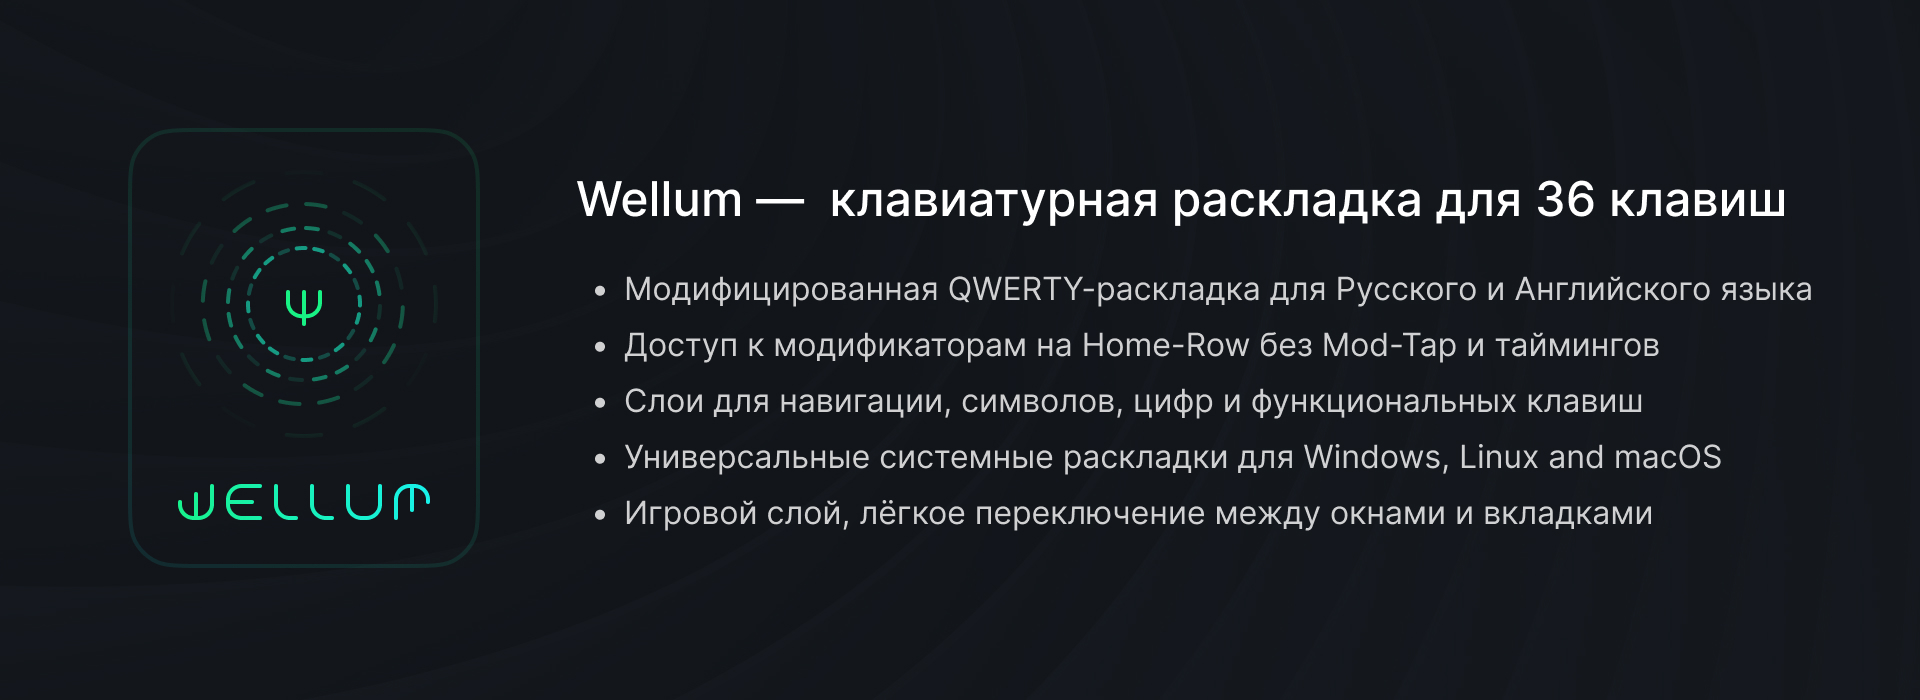 Wellum — клавиатурная раскладка для 36 клавиш
• Модифицированная QWERTY-раскладка для Русского и Английского языка
• Доступ к модификаторам на Home-Row без Mod-Tap и таймингов
• Слои для навигации, символов, цифр и функциональных клавиш
• Универсальные системные раскладки для Windows, Linux and macOS
• Игровой слой, лёгкое переключение между окнами и вкладками
Ψ
WELLUM